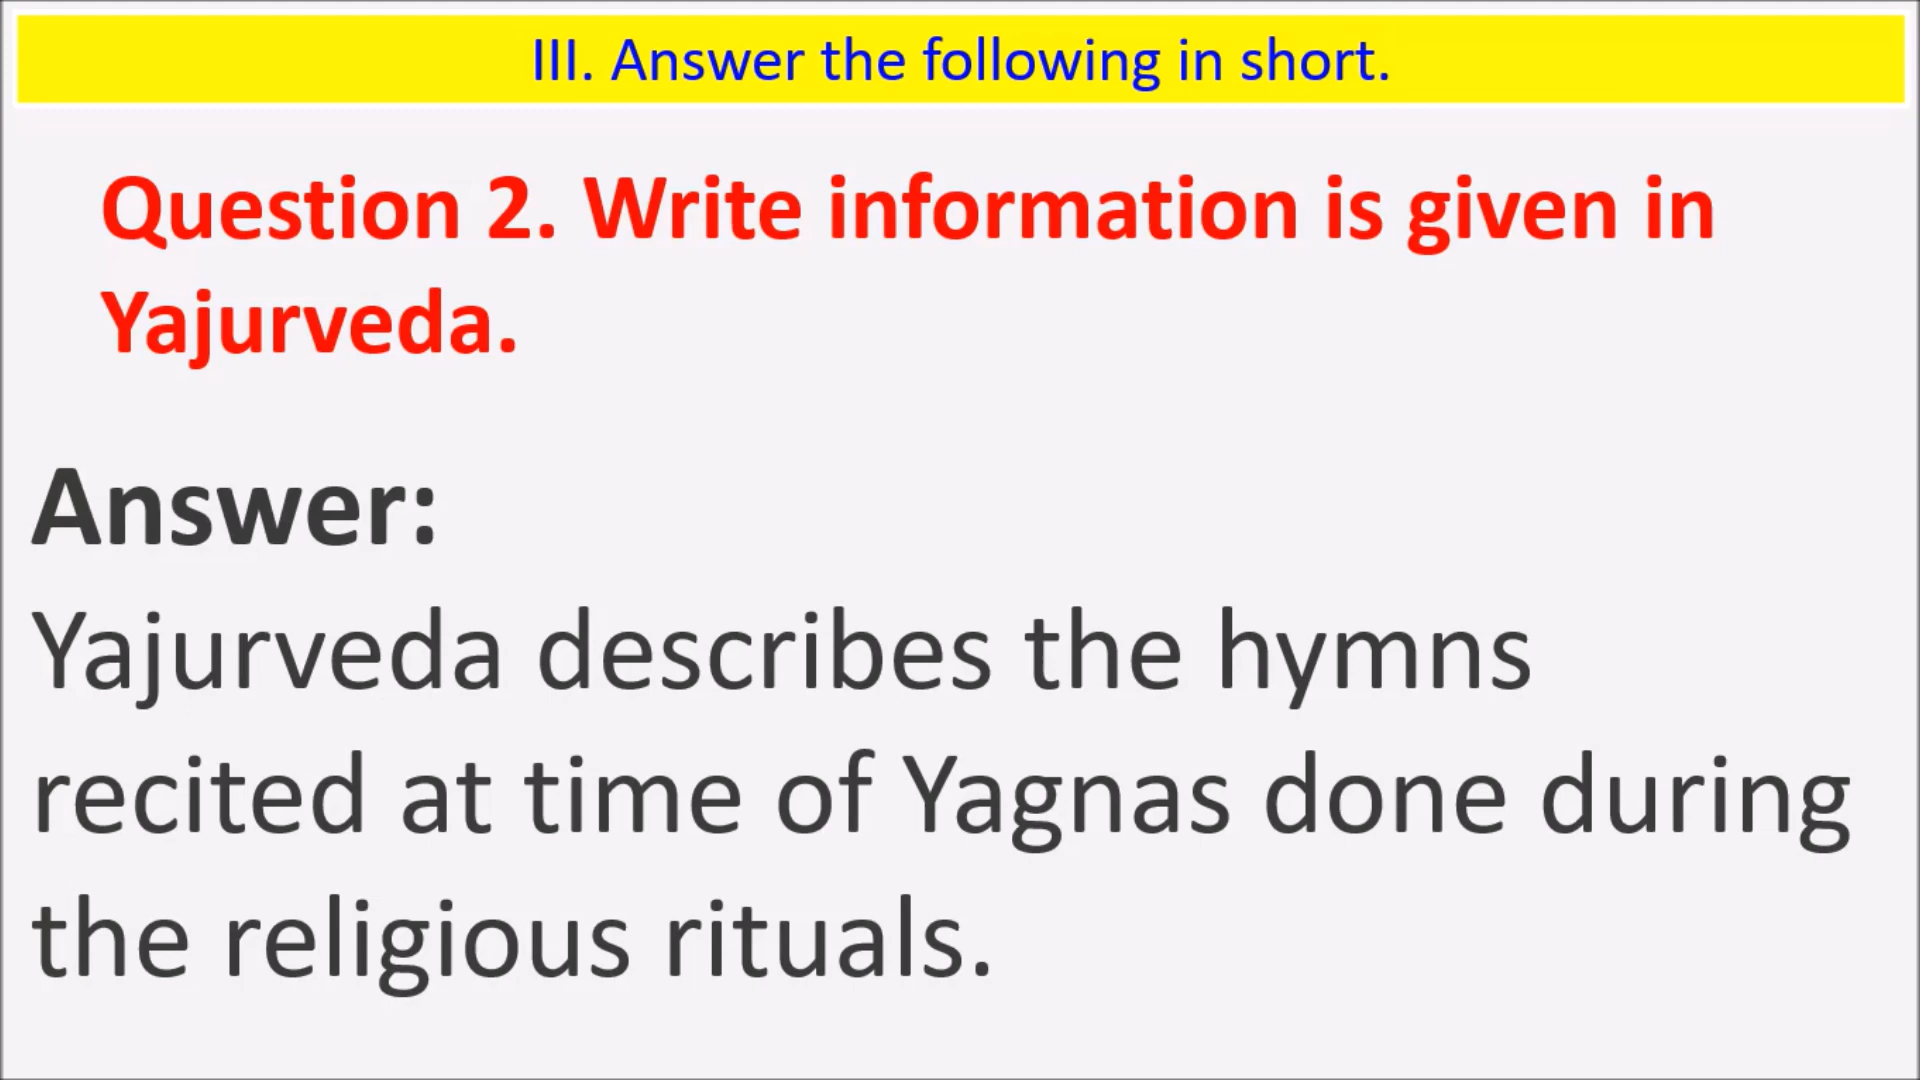 III. Answer the following in short.
Question 2. Write information is given in
Yajurveda.
Answer:
Yajurveda describes the hymns
recited at time of Yagnas done during
the religious rituals.